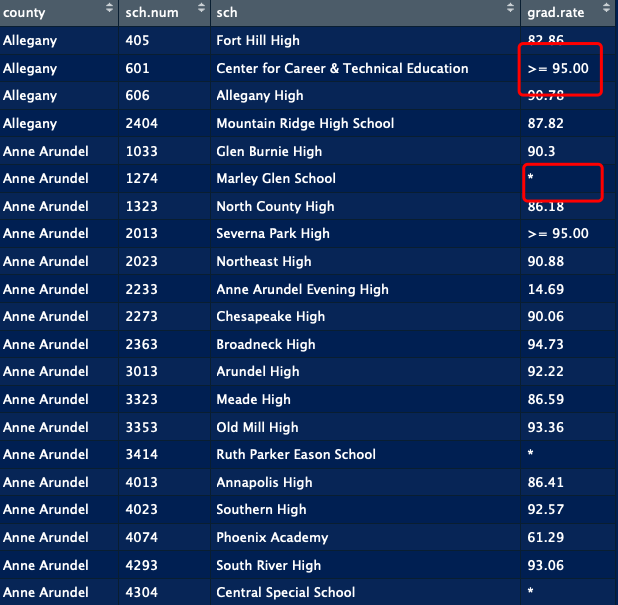 county sch.num sch grad.rate
Allegany 405 Fort Hill High 82.86
Allegany 601 Center for Career & Technical Education >= 95.00
Allegany 606 Allegany High 90.78
Allegany 2404 Mountain Ridge High School 87.82
Anne Arundel 1033 Glen Burnie High 90.3
Anne Arundel 1274 Marley Glen School *
Anne Arundel 1323 North County High 86.18
Anne Arundel 2013 Severna Park High >= 95.00
Anne Arundel 2023 Northeast High 90.88
Anne Arundel 2233 Anne Arundel Evening High 14.69
Anne Arundel 2273 Chesapeake High 90.06
Anne Arundel 2363 Broadneck High 94.73
Anne Arundel 3013 Arundel High 92.22
Anne Arundel 3323 Meade High 86.59
Anne Arundel 3353 Old Mill High 93.36
Anne Arundel 3414 Ruth Parker Eason School *
Anne Arundel 4013 Annapolis High 86.41
Anne Arundel 4023 Southern High 92.57
Anne Arundel 4074 Phoenix Academy 61.29
Anne Arundel 4293 South River High 93.06
Anne Arundel 4304 Central Special School *